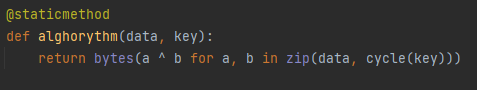 @staticmethod
def alghorythm(data, key):
    return bytes(a ^ b for a, b in zip(data, cycle(key)))